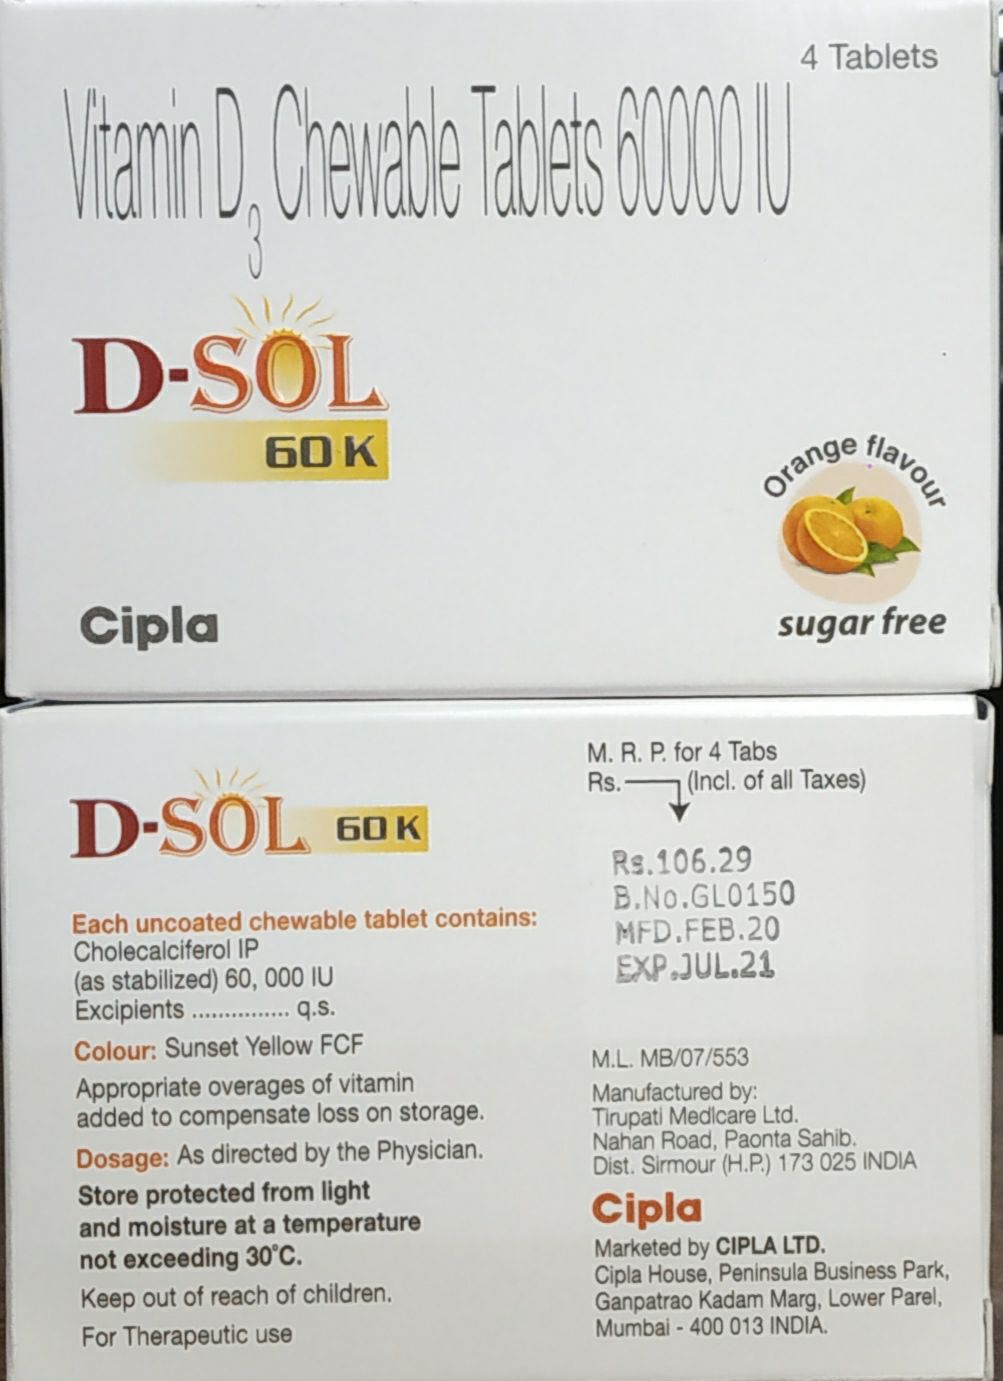 4 Tablets
Vitamin D3 Chewable Tablets 60000 IU
D-SOL
60 K
Orange flavour
sugar free
Cipla
D-SOL 60 K
Each uncoated chewable tablet contains:
Cholecalciferol IP
(as stabilized) 60, 000 IU
Excipients ............... q.s.
Colour: Sunset Yellow FCF
Appropriate overages of vitamin
added to compensate loss on storage.
Dosage: As directed by the Physician.
Store protected from light
and moisture at a temperature
not exceeding 30°C.
Keep out of reach of children.
For Therapeutic use
M. R. P. for 4 Tabs
Rs. (Incl. of all Taxes)
Rs.106.29
B.No.GL0150
MFD.FEB.20
EXP.JUL.21
M.L. MB/07/553
Manufactured by:
Tirupati Medicare Ltd.
Nahan Road, Paonta Sahib.
Dist. Sirmour (H.P.) 173 025 INDIA
Cipla
Marketed by CIPLA LTD.
Cipla House, Peninsula Business Park,
Ganpatrao Kadam Marg, Lower Parel,
Mumbai - 400 013 INDIA.